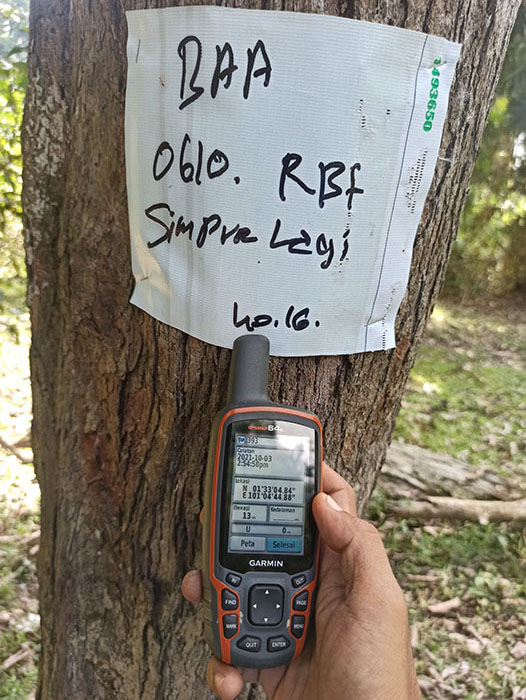 BAA
0610. RBf
Simpra Lagi
40.16.
1493650
GPSMAP 64s
393
Catatan
2021-10-03
2:54:58pm
Lokasi
N 01°33'04.84"
E 101°04'44.88"
Elevasi Kedalaman
13 m
U 0 m
Peta Selesai
GARMIN
IN OUT
FIND PAGE
MARK MENU
QUIT ENTER